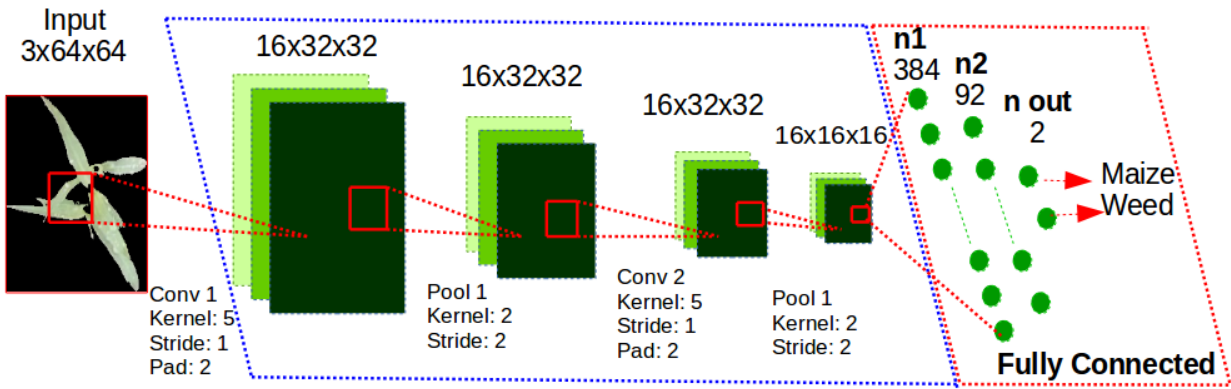 Input
3x64x64
16x32x32
16x32x32
16x32x32
16x16x16
n1
384
n2
92
n out
2
Maize
Weed
Conv 1
Kernel: 5
Stride: 1
Pad: 2
Pool 1
Kernel: 2
Stride: 2
Conv 2
Kernel: 5
Stride: 1
Pad: 2
Pool 1
Kernel: 2
Stride: 2
Fully Connected